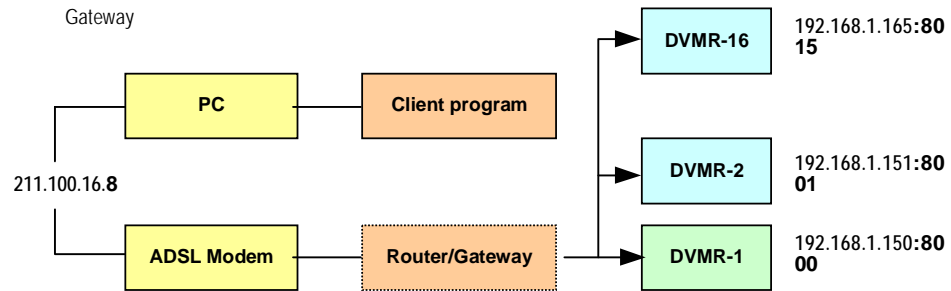 Gateway
DVMR-16
192.168.1.165:80
15
PC
Client program
DVMR-2
192.168.1.151:80
01
211.100.16.8
ADSL Modem
Router/Gateway
DVMR-1
192.168.1.150:80
00